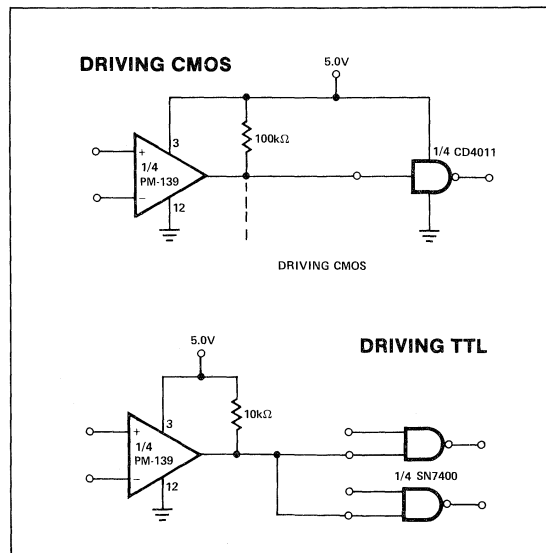 DRIVING CMOS
5.0V
3
100kΩ
1/4 CD4011
+
1/4
PM-139
−
12
DRIVING CMOS
DRIVING TTL
5.0V
3
10kΩ
+
1/4
PM-139
−
12
1/4 SN7400